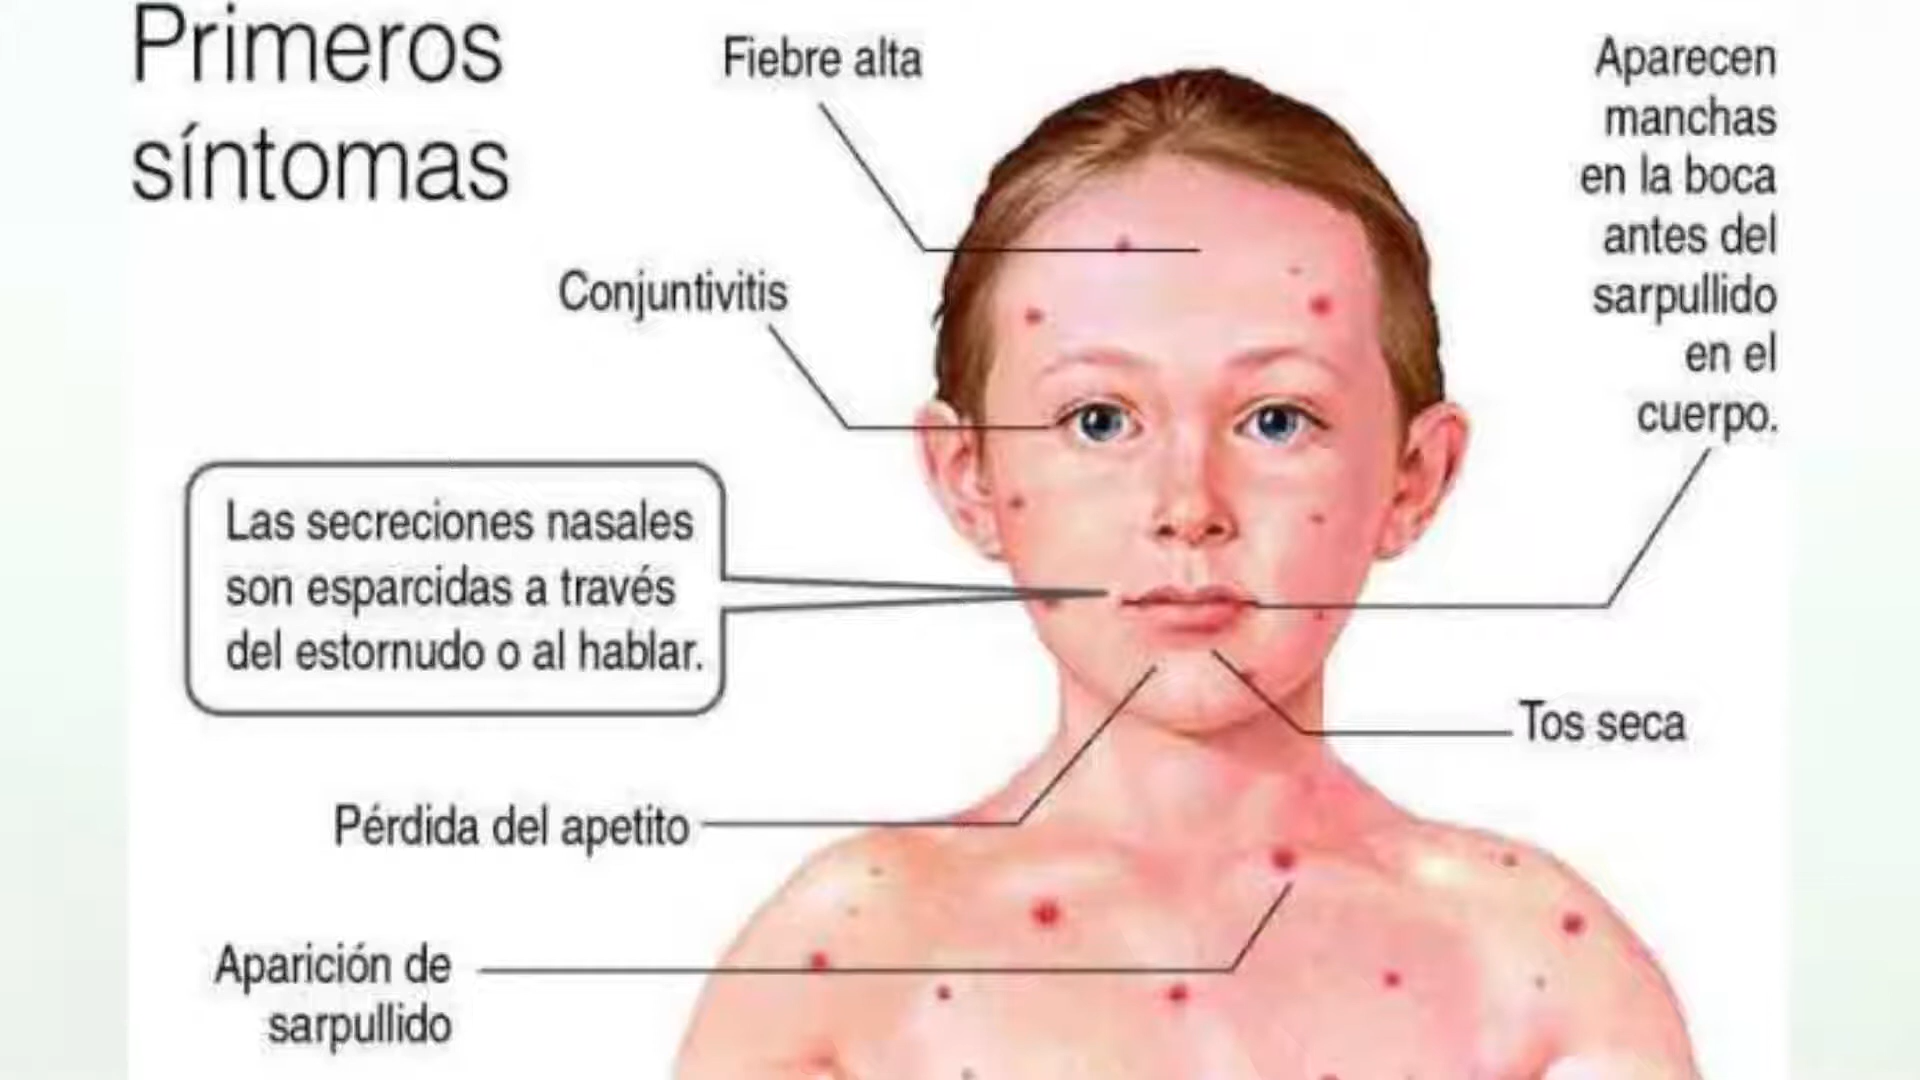 Primeros
síntomas
Fiebre alta
Conjuntivitis
Las secreciones nasales
son esparcidas a través
del estornudo o al hablar.
Pérdida del apetito
Aparición de
sarpullido
Aparecen
manchas
en la boca
antes del
sarpullido
en el
cuerpo.
Tos seca